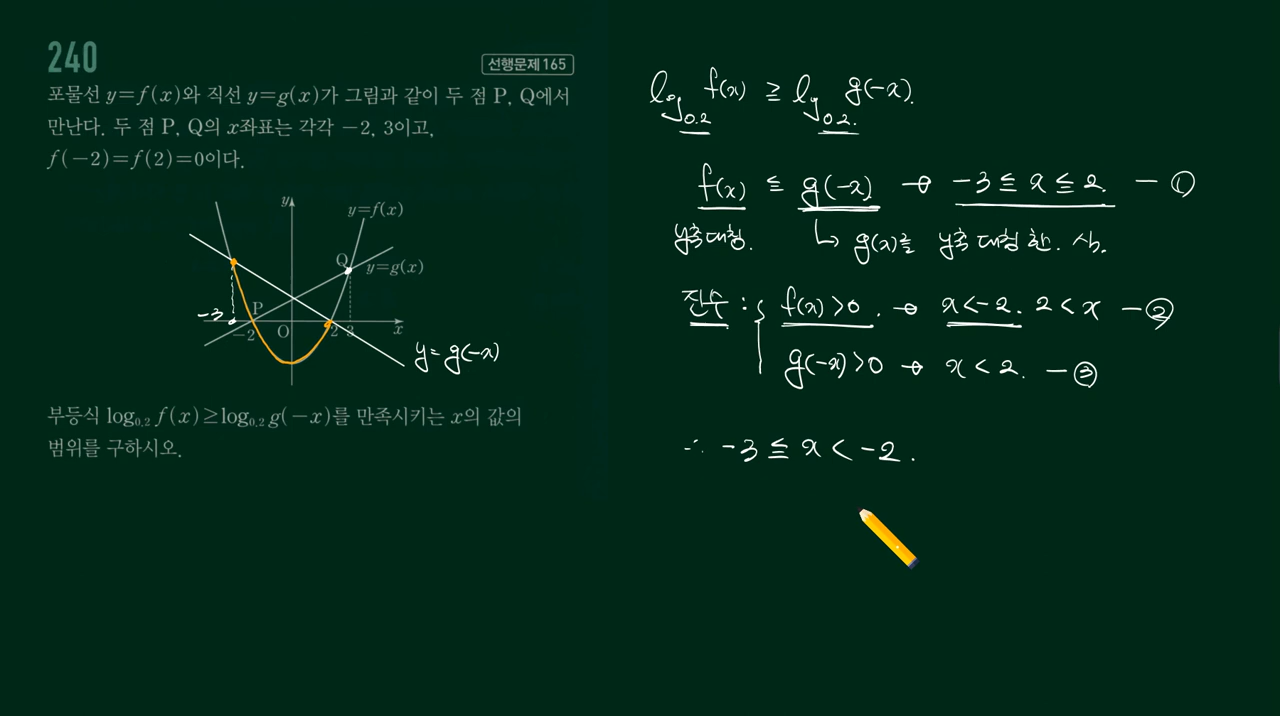 240
선행문제 165
포물선 y=f(x)와 직선 y=g(x)가 그림과 같이 두 점 P, Q에서
만난다. 두 점 P, Q의 x좌표는 각각 −2, 3이고,
f(−2)=f(2)=0이다.
y
y=f(x)
Q
y=g(x)
−3
P
−2
O
2
3
x
y=g(−x)
부등식 log₀.₂ f(x)≥log₀.₂ g(−x)를 만족시키는 x의 값의
범위를 구하시오.
log₀.₂ f(x) ≧ log₀.₂ g(−x).
f(x) ≦ g(−x) → −3≦x≦2. − ①
y축대칭. ↳ g(x)를 y축 대칭한. 식.
진수 : { f(x)>0. → x<−2. 2<x − ②
g(−x)>0 → x<2. − ③
∴ −3≦x<−2.